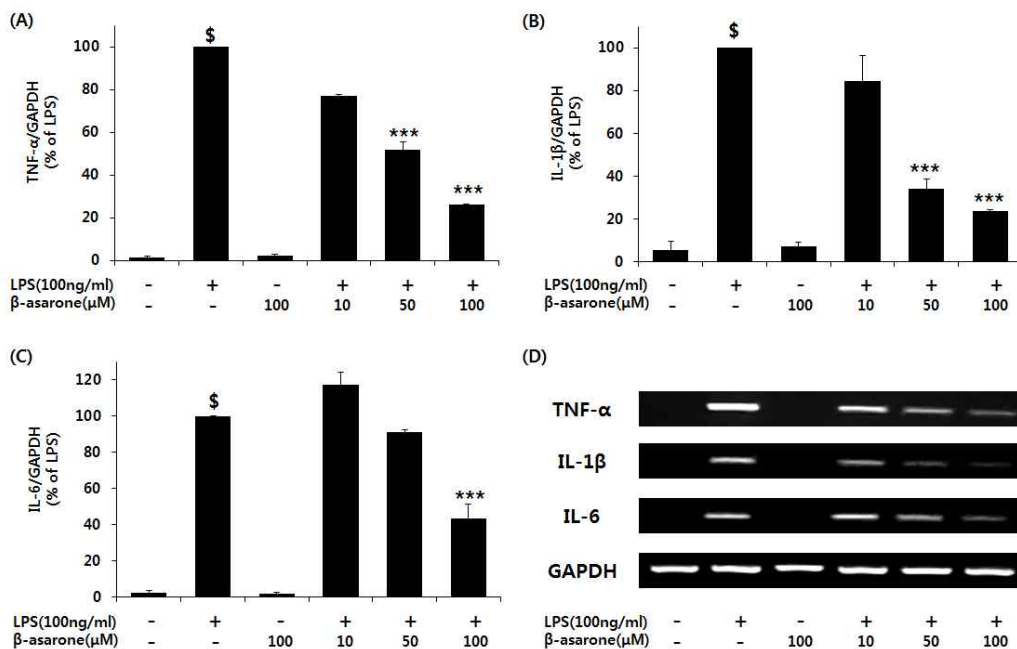 (A)
TNF-α/GAPDH
(% of LPS)
100
80
60
40
20
0
$
***
***
LPS(100ng/ml) - + - + + +
β-asarone(μM) - - 100 10 50 100
(B)
IL-1β/GAPDH
(% of LPS)
100
80
60
40
20
0
$
***
***
LPS(100ng/ml) - + - + + +
β-asarone(μM) - - 100 10 50 100
(C)
IL-6/GAPDH
(% of LPS)
120
100
80
60
40
20
0
$
***
LPS(100ng/ml) - + - + + +
β-asarone(μM) - - 100 10 50 100
(D)
TNF-α
IL-1β
IL-6
GAPDH
LPS(100ng/ml) - + - + + +
β-asarone(μM) - - 100 10 50 100